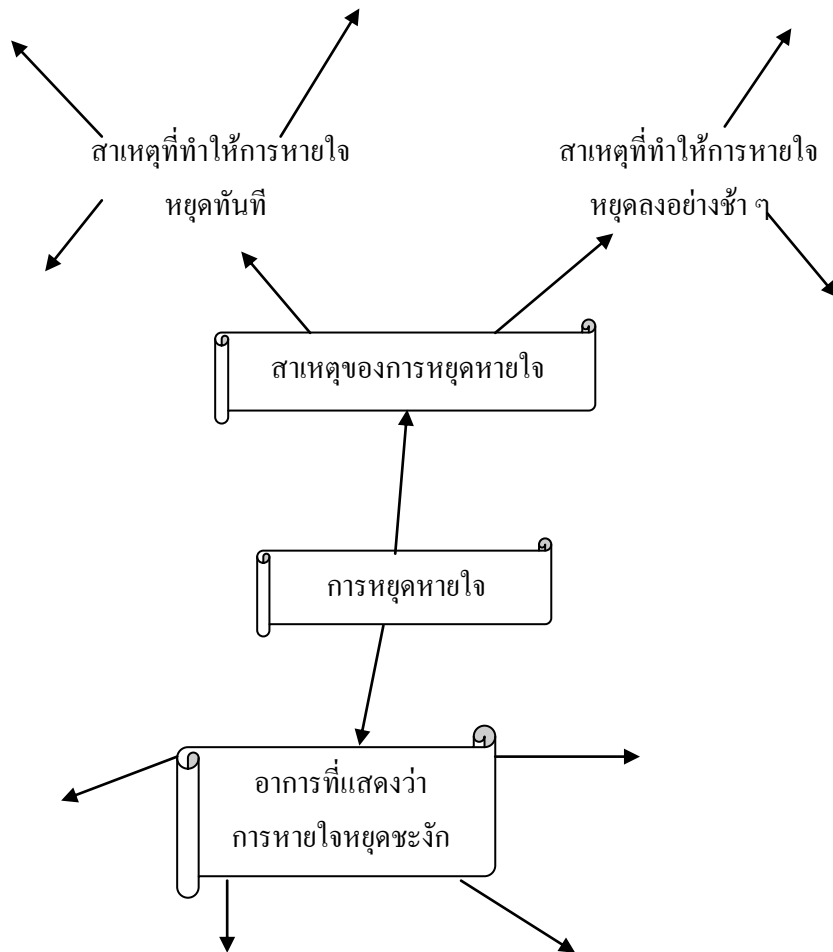 สาเหตุที่ทำให้การหายใจ
หยุดทันที
สาเหตุที่ทำให้การหายใจ
หยุดลงอย่างช้า ๆ
สาเหตุของการหยุดหายใจ
การหยุดหายใจ
อาการที่แสดงว่า
การหายใจหยุดชะงัก